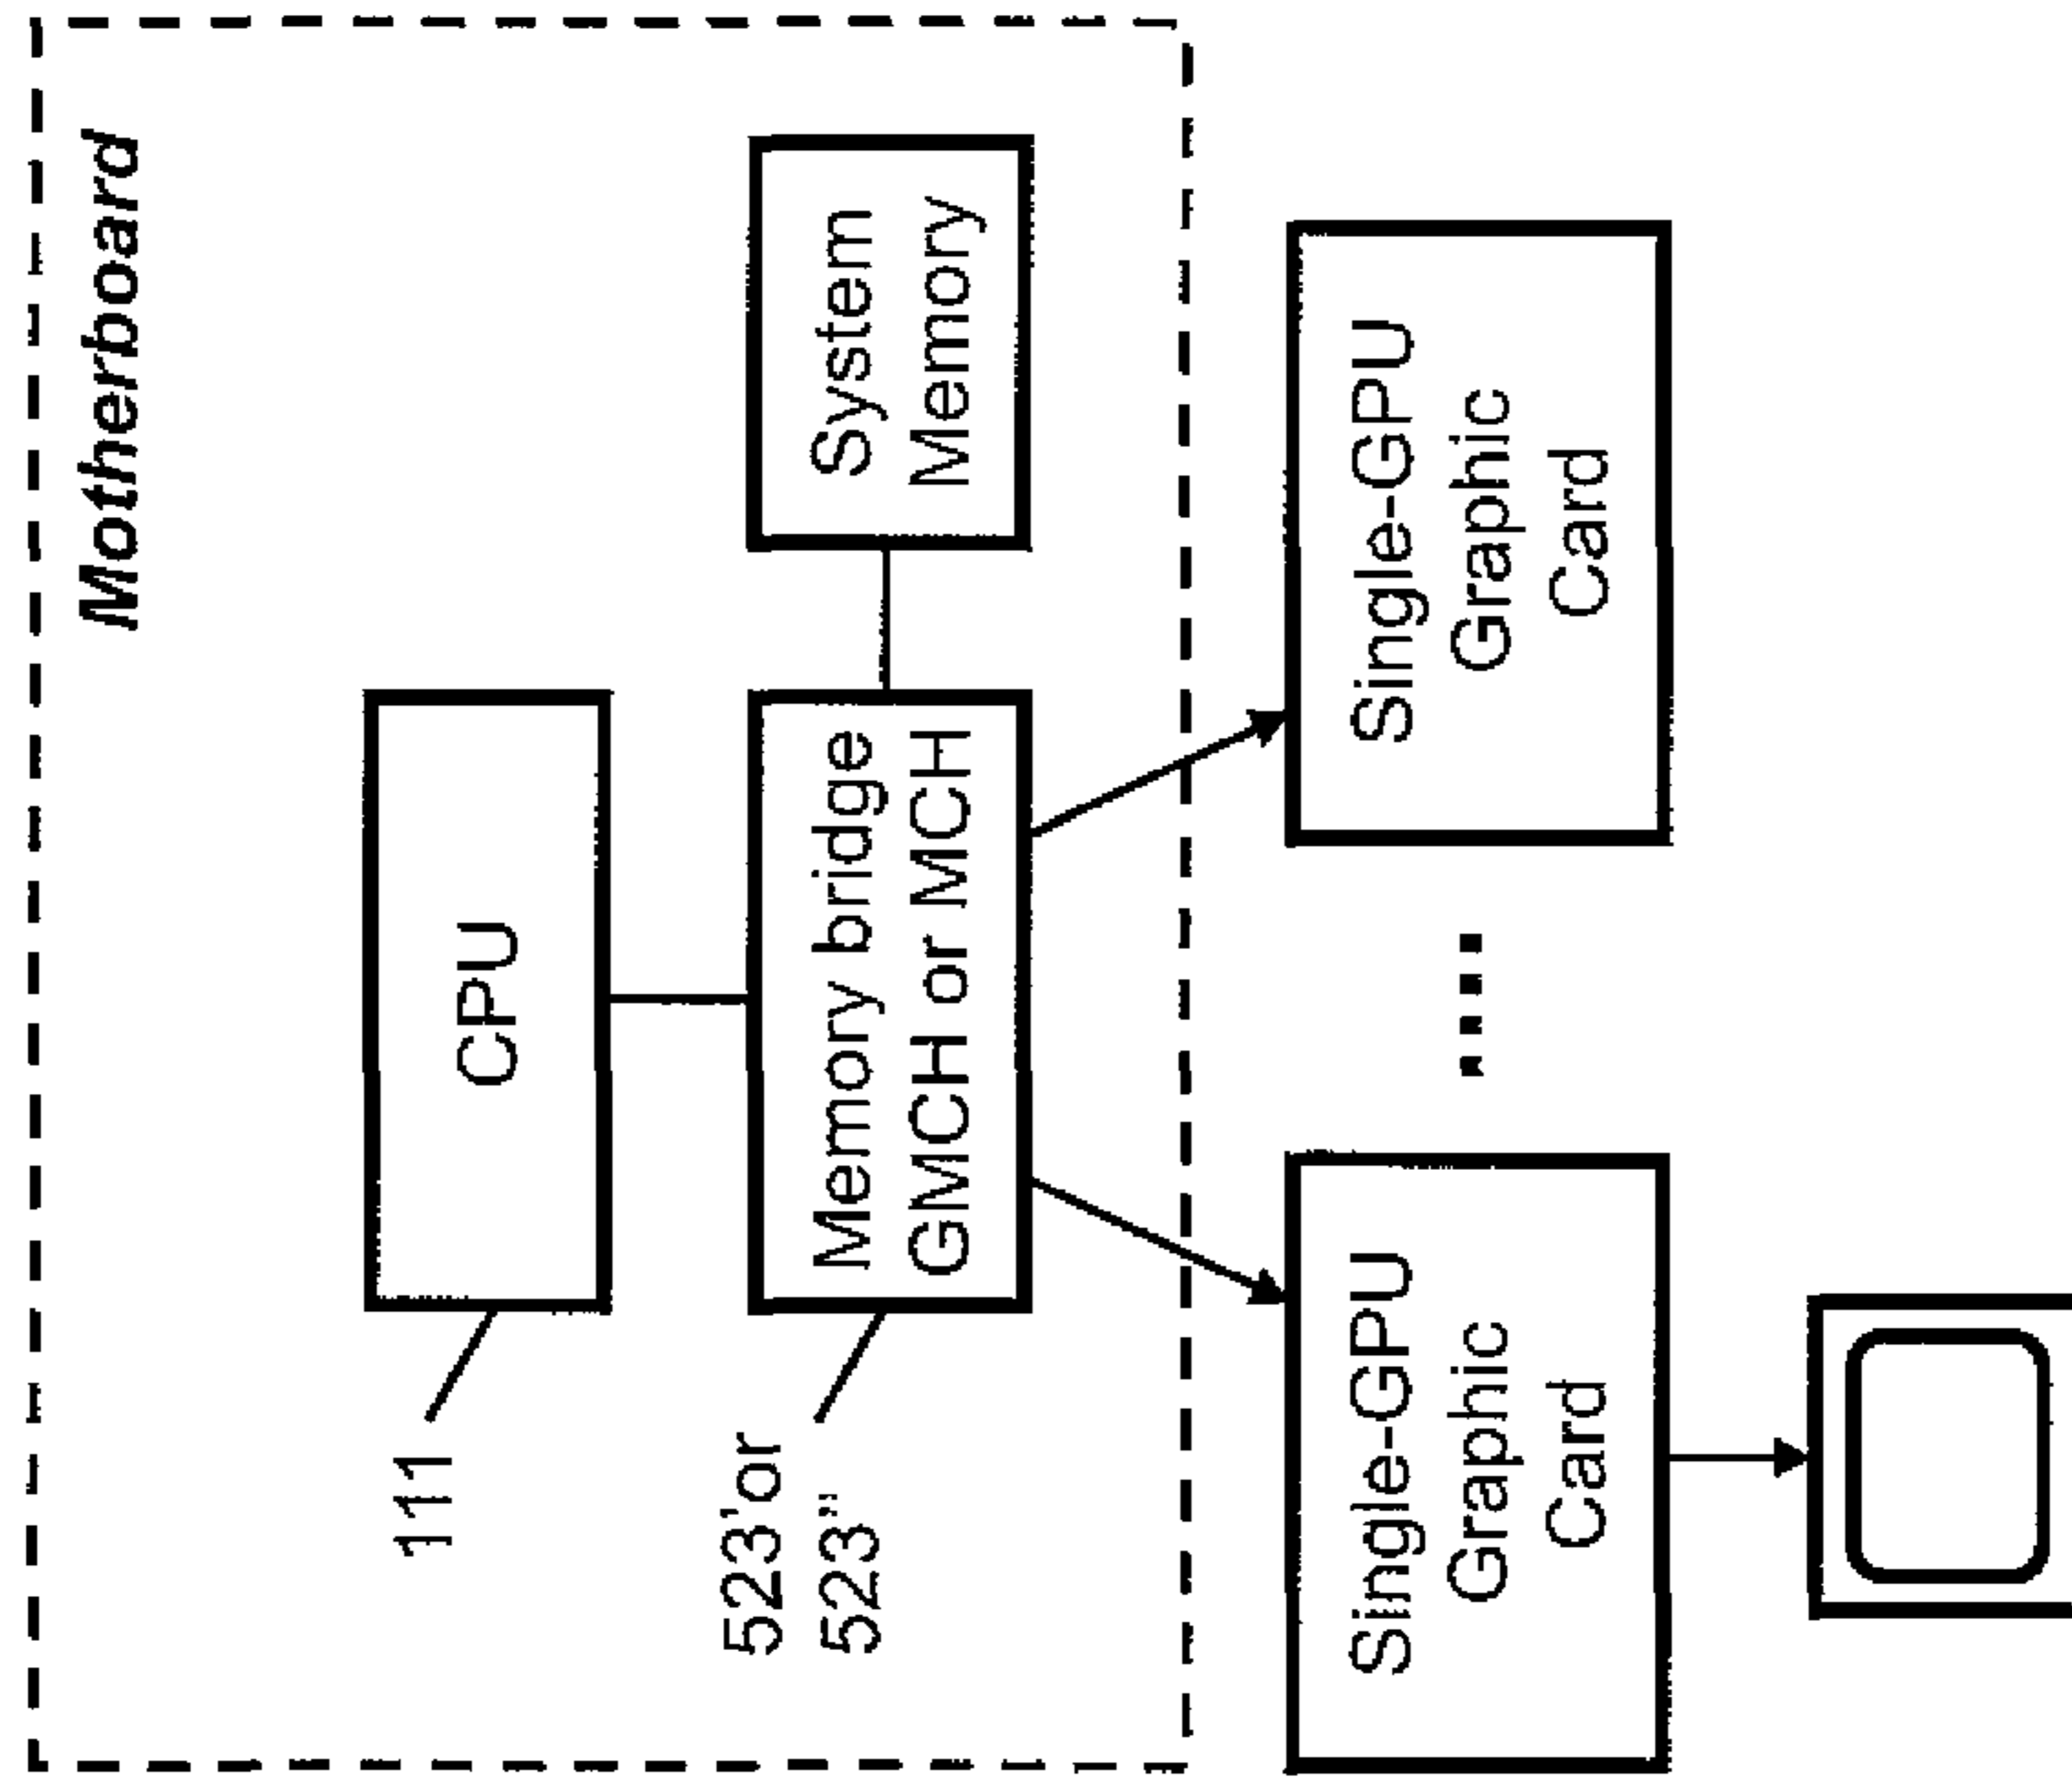 Motherboard
CPU
111
Memory bridge
GMCH or MCH
523'or
523"
System
Memory
Single-GPU
Graphic
Card
Single-GPU
Graphic
Card